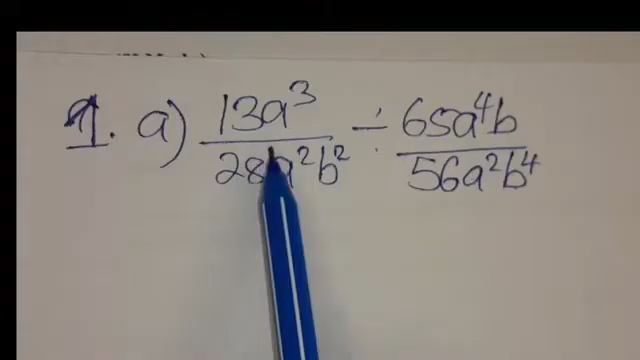 1. a) 13a³ / 28a²b² ÷ 65a⁴b / 56a²b⁴